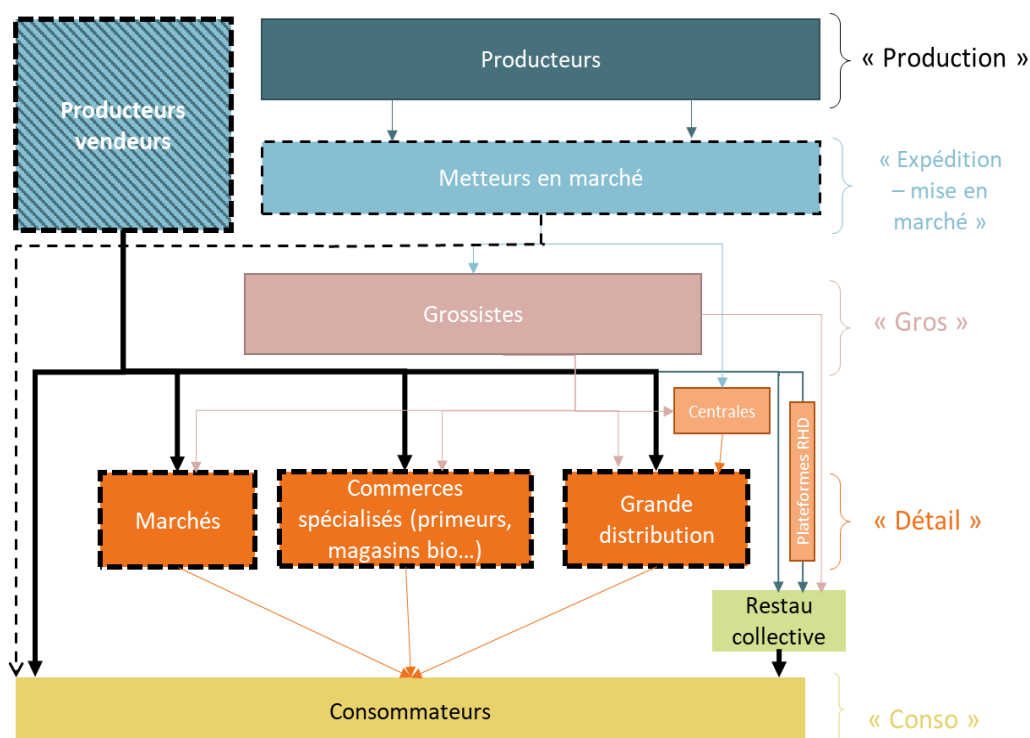 Producteurs
« Production »
Producteurs
vendeurs
Metteurs en marché
« Expédition
– mise en
marché »
Grossistes
« Gros »
Centrales
Plateformes RHD
Marchés
Commerces
spécialisés (primeurs,
magasins bio…)
Grande
distribution
« Détail »
Restau
collective
Consommateurs
« Conso »